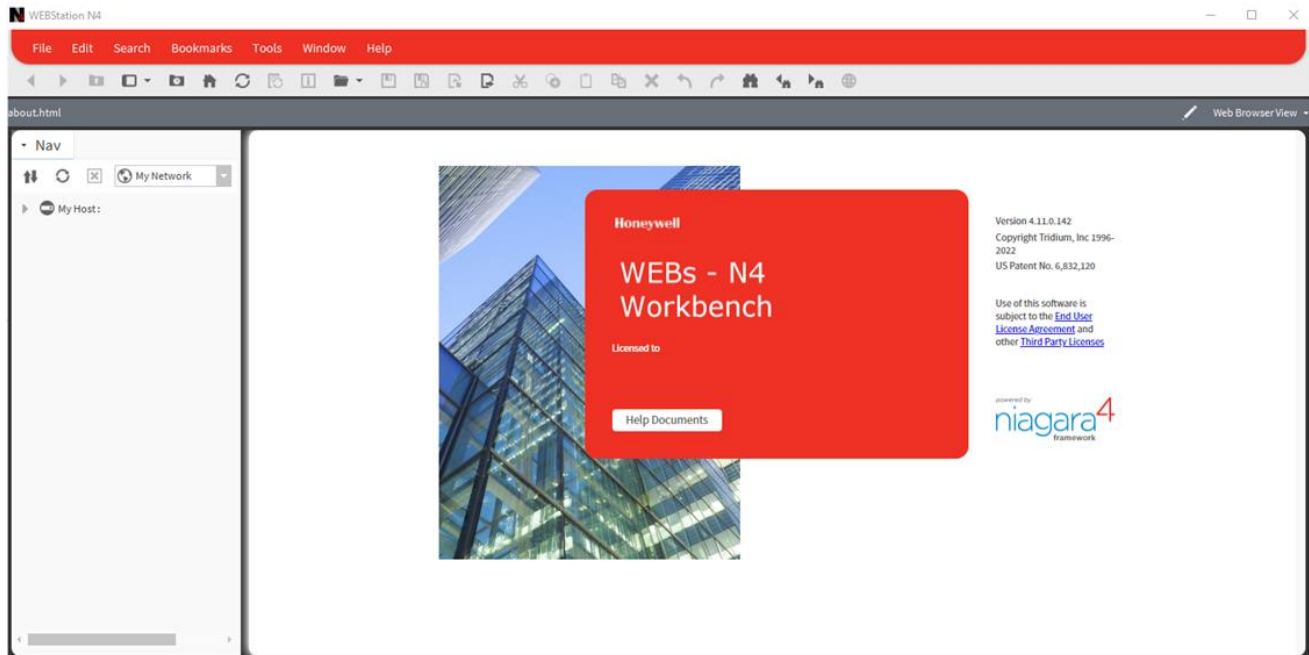 WEBStation N4
File Edit Search Bookmarks Tools Window Help
about.html
Web Browser View
Nav
My Network
My Host:
Honeywell
WEBs - N4
Workbench
Licensed to
Help Documents
Version 4.11.0.142
Copyright Tridium, Inc 1996-
2022
US Patent No. 6,832,120
Use of this software is
subject to the End User
License Agreement and
other Third Party Licenses
powered by
niagara4
framework